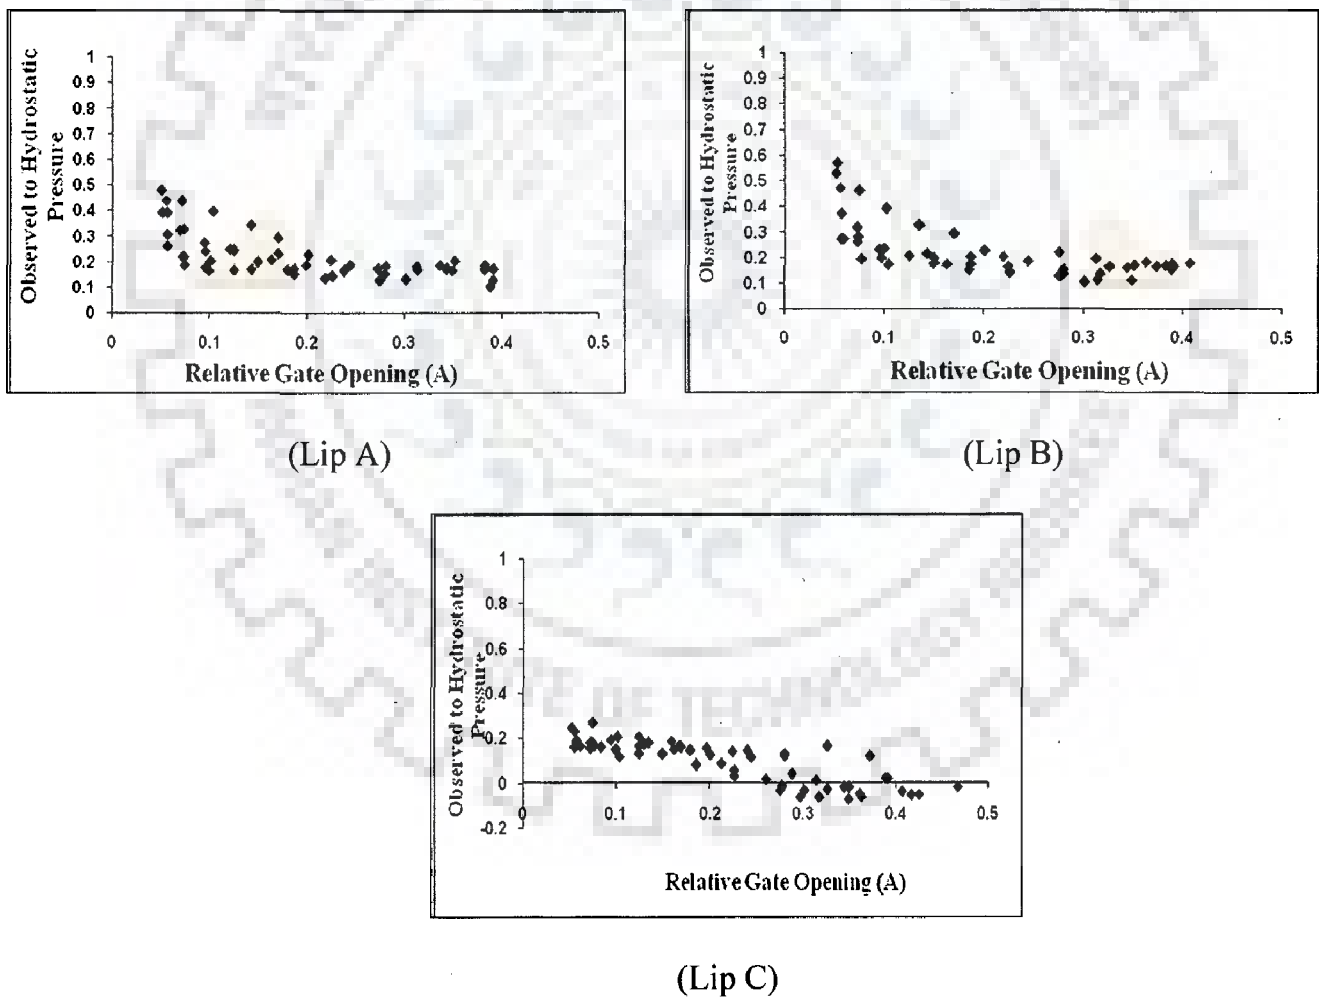 Observed to Hydrostatic
Pressure
1
0.9
0.8
0.7
0.6
0.5
0.4
0.3
0.2
0.1
0
0 0.1 0.2 0.3 0.4 0.5
Relative Gate Opening (A)
(Lip A)
Observed to Hydrostatic
Pressure
1
0.9
0.8
0.7
0.6
0.5
0.4
0.3
0.2
0.1
0
0 0.1 0.2 0.3 0.4 0.5
Relative Gate Opening (A)
(Lip B)
Observed to Hydrostatic
Pressure
1
0.8
0.6
0.4
0.2
0
-0.2
0 0.1 0.2 0.3 0.4 0.5
Relative Gate Opening (A)
(Lip C)